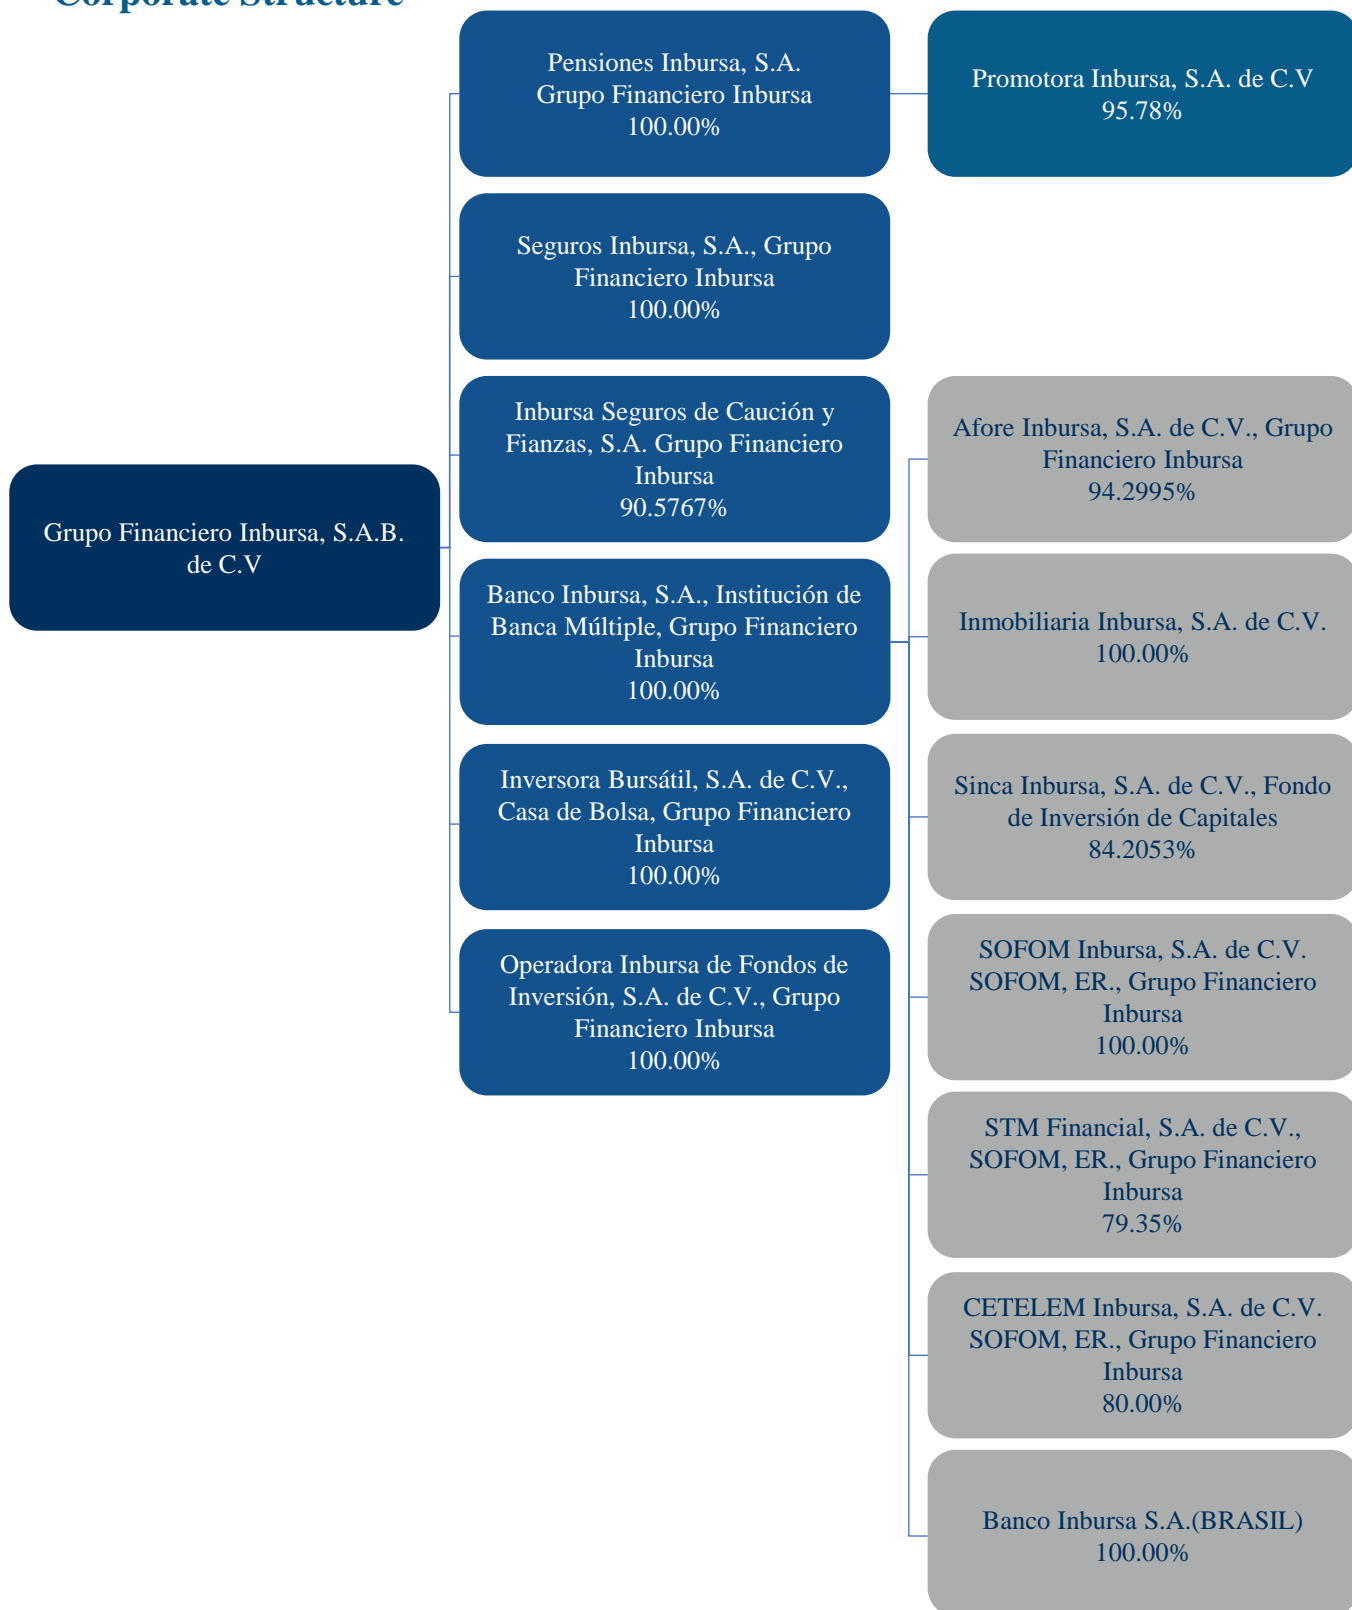 Corporate Structure
Pensiones Inbursa, S.A.
Grupo Financiero Inbursa
100.00%
Promotora Inbursa, S.A. de C.V
95.78%
Seguros Inbursa, S.A., Grupo
Financiero Inbursa
100.00%
Inbursa Seguros de Caución y
Fianzas, S.A. Grupo Financiero
Inbursa
90.5767%
Grupo Financiero Inbursa, S.A.B.
de C.V
Banco Inbursa, S.A., Institución de
Banca Múltiple, Grupo Financiero
Inbursa
100.00%
Inversora Bursátil, S.A. de C.V.,
Casa de Bolsa, Grupo Financiero
Inbursa
100.00%
Operadora Inbursa de Fondos de
Inversión, S.A. de C.V., Grupo
Financiero Inbursa
100.00%
Afore Inbursa, S.A. de C.V., Grupo
Financiero Inbursa
94.2995%
Inmobiliaria Inbursa, S.A. de C.V.
100.00%
Sinca Inbursa, S.A. de C.V., Fondo
de Inversión de Capitales
84.2053%
SOFOM Inbursa, S.A. de C.V.
SOFOM, ER., Grupo Financiero
Inbursa
100.00%
STM Financial, S.A. de C.V.,
SOFOM, ER., Grupo Financiero
Inbursa
79.35%
CETELEM Inbursa, S.A. de C.V.
SOFOM, ER., Grupo Financiero
Inbursa
80.00%
Banco Inbursa S.A.(BRASIL)
100.00%